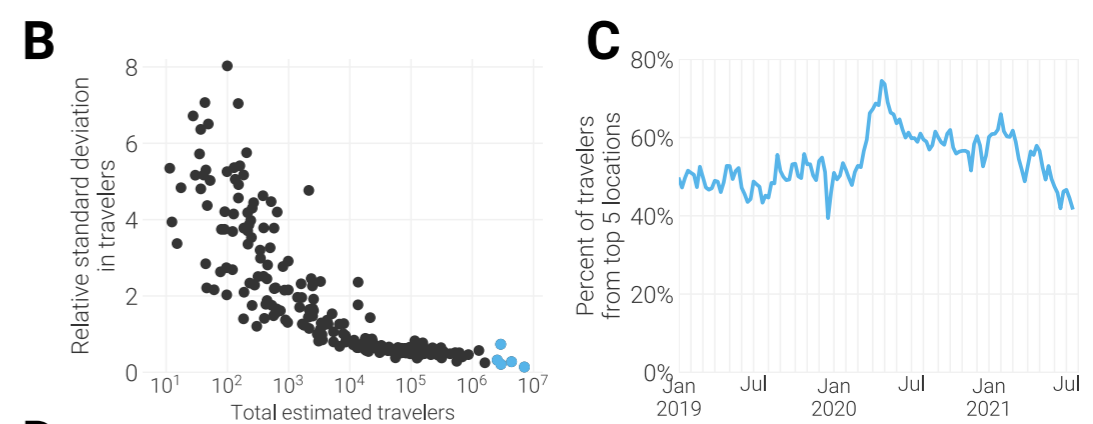 B
Relative standard deviation
in travelers
8
6
4
2
0
10¹ 10² 10³ 10⁴ 10⁵ 10⁶ 10⁷
Total estimated travelers
C
Percent of travelers
from top 5 locations
80%
60%
40%
20%
0%
Jan Jul Jan Jul Jan Jul
2019 2020 2021